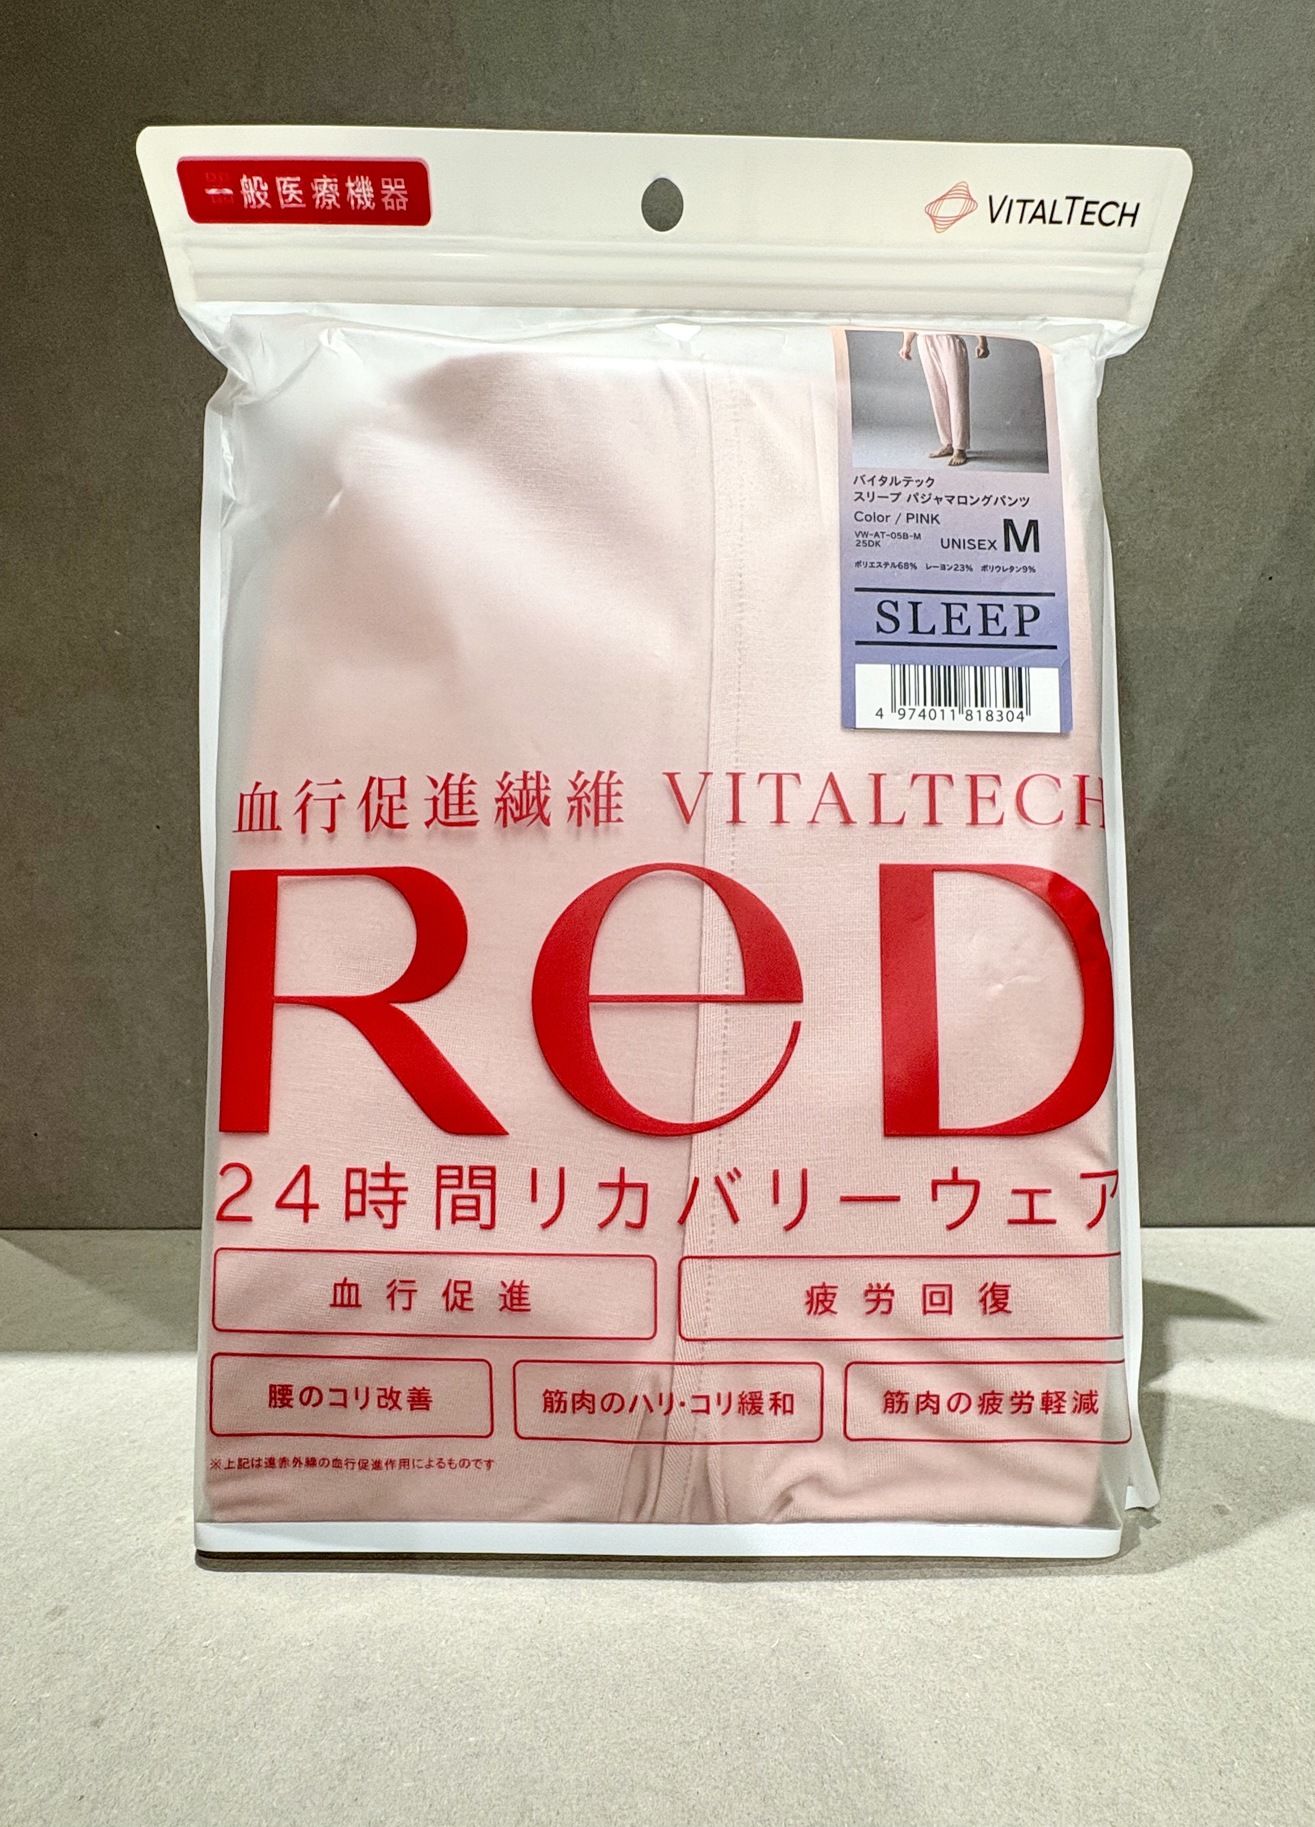 一般医療機器
VITALTECH
バイタルテック
スリープ パジャマロングパンツ
Color / PINK
VW-AT-05B-M
25DK
UNISEX M
ポリエステル68% レーヨン23% ポリウレタン9%
SLEEP
4 974011 818304
血行促進繊維 VITALTECH
ReD
24時間リカバリーウェア
血行促進
疲労回復
腰のコリ改善
筋肉のハリ・コリ緩和
筋肉の疲労軽減
※上記は遠赤外線の血行促進作用によるものです